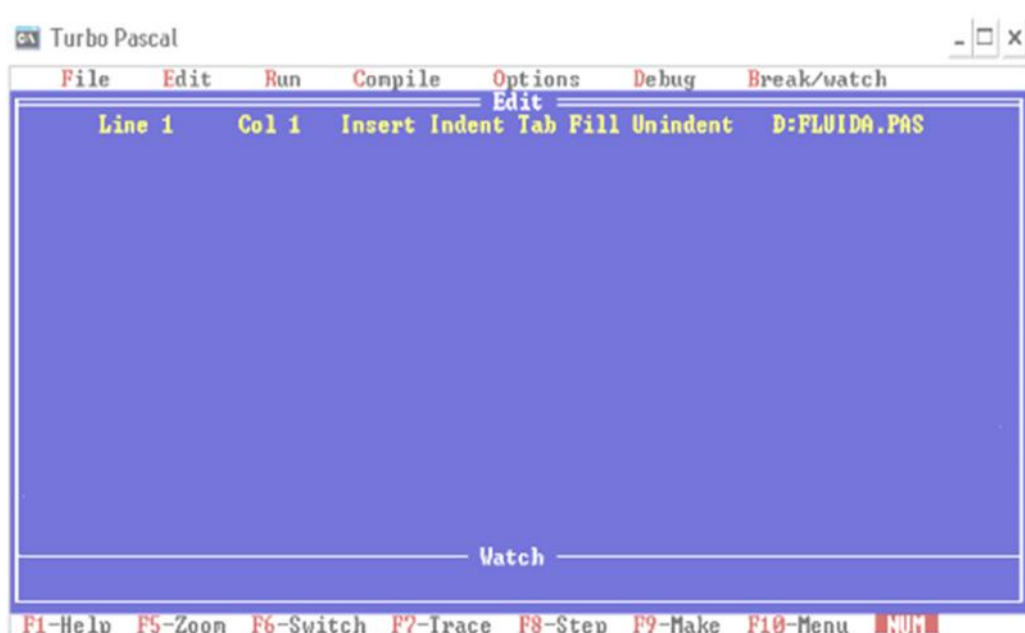 Turbo Pascal
File Edit Run Compile Options Debug Break/watch
Edit
Line 1 Col 1 Insert Indent Tab Fill Unindent D:FLUIDA.PAS
Watch
F1-Help F5-Zoom F6-Switch F7-Trace F8-Step F9-Make F10-Menu NUM